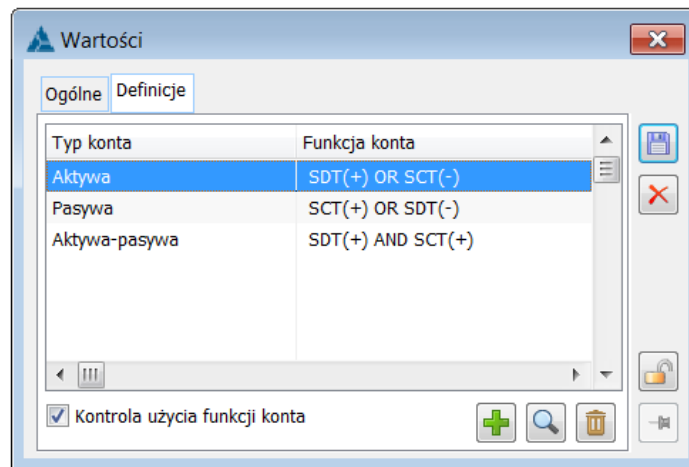 Wartości
Ogólne Definicje
Typ konta Funkcja konta
Aktywa SDT(+) OR SCT(-)
Pasywa SCT(+) OR SDT(-)
Aktywa-pasywa SDT(+) AND SCT(+)
Kontrola użycia funkcji konta